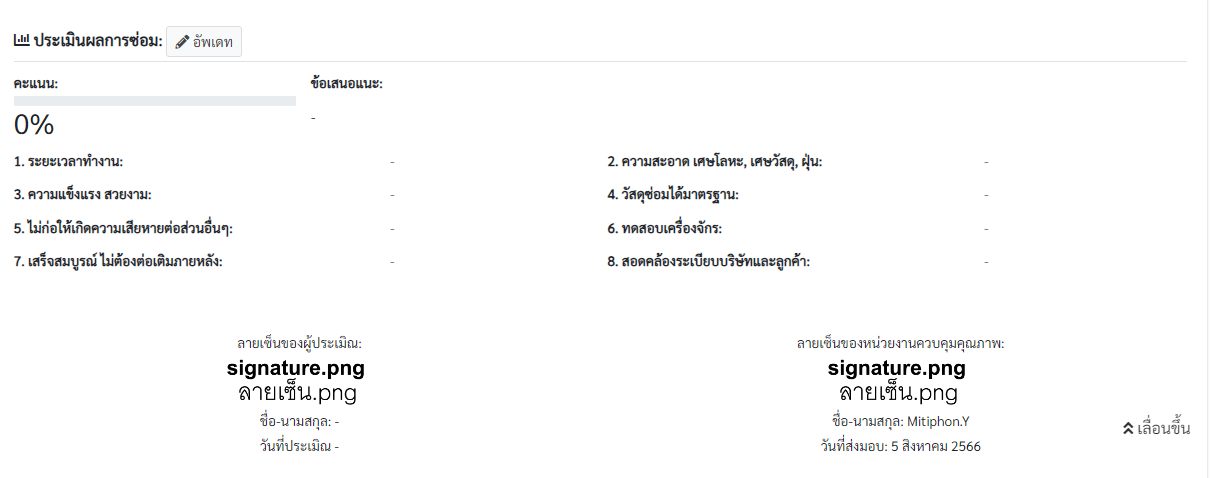 ประเมินผลการซ่อม: อัพเดท
คะแนน: ข้อเสนอแนะ:
0% -
1. ระยะเวลาทำงาน: - 2. ความสะอาด เศษโลหะ, เศษวัสดุ, ฝุ่น: -
3. ความแข็งแรง สวยงาม: - 4. วัสดุซ่อมได้มาตรฐาน: -
5. ไม่ก่อให้เกิดความเสียหายต่อส่วนอื่นๆ: - 6. ทดสอบเครื่องจักร: -
7. เสร็จสมบูรณ์ ไม่ต้องต่อเติมภายหลัง: - 8. สอดคล้องระเบียบบริษัทและลูกค้า: -
ลายเซ็นของผู้ประเมิณ: ลายเซ็นของหน่วยงานควบคุมคุณภาพ:
signature.png signature.png
ลายเซ็น.png ลายเซ็น.png
ชื่อ-นามสกุล: - ชื่อ-นามสกุล: Mitiphon.Y
วันที่ประเมิณ - วันที่ส่งมอบ: 5 สิงหาคม 2566
เลื่อนขึ้น